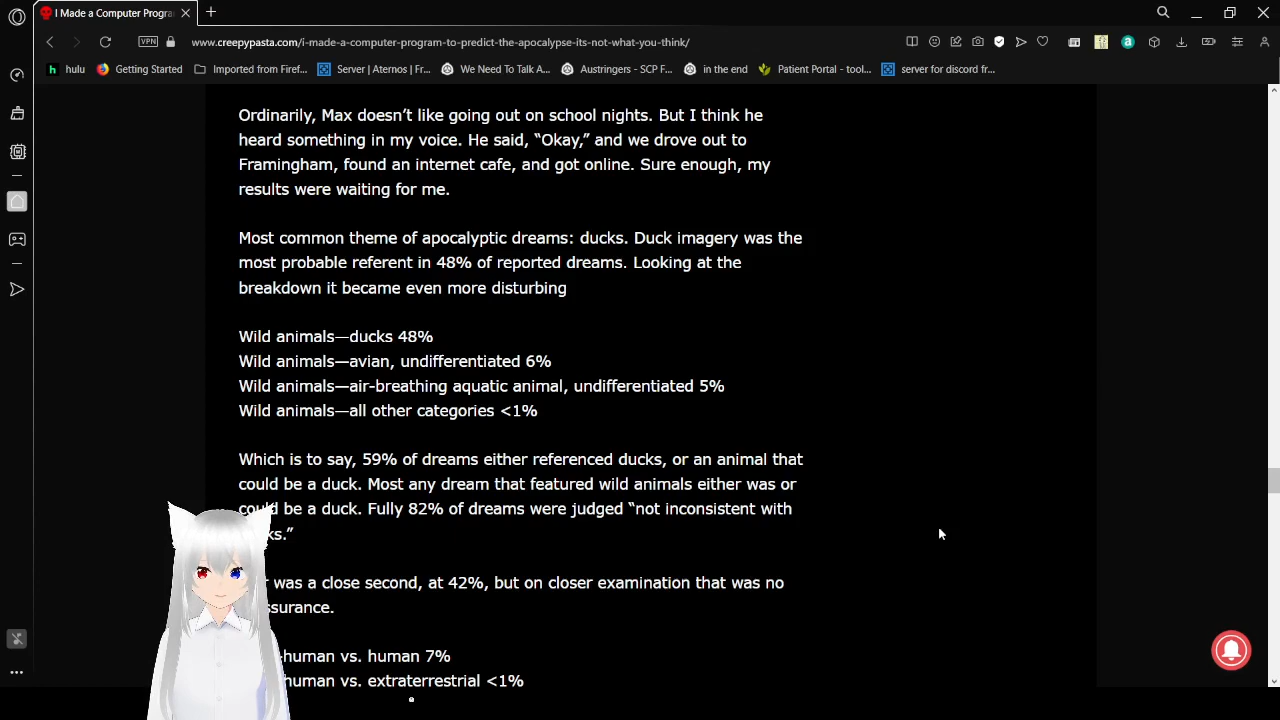 I Made a Computer Progra
VPN
www.creepypasta.com/i-made-a-computer-program-to-predict-the-apocalypse-its-not-what-you-think/
hulu
Getting Started
Imported from Firef...
Server | Aternos | Fr...
We Need To Talk A...
Austringers - SCP F...
in the end
Patient Portal - tool...
server for discord fr...
Ordinarily, Max doesn’t like going out on school nights. But I think he
heard something in my voice. He said, “Okay,” and we drove out to
Framingham, found an internet cafe, and got online. Sure enough, my
results were waiting for me.
Most common theme of apocalyptic dreams: ducks. Duck imagery was the
most probable referent in 48% of reported dreams. Looking at the
breakdown it became even more disturbing
Wild animals—ducks 48%
Wild animals—avian, undifferentiated 6%
Wild animals—air-breathing aquatic animal, undifferentiated 5%
Wild animals—all other categories <1%
Which is to say, 59% of dreams either referenced ducks, or an animal that
could be a duck. Most any dream that featured wild animals either was or
could be a duck. Fully 82% of dreams were judged “not inconsistent with
ks.”
was a close second, at 42%, but on closer examination that was no
ssurance.
human vs. human 7%
human vs. extraterrestrial <1%